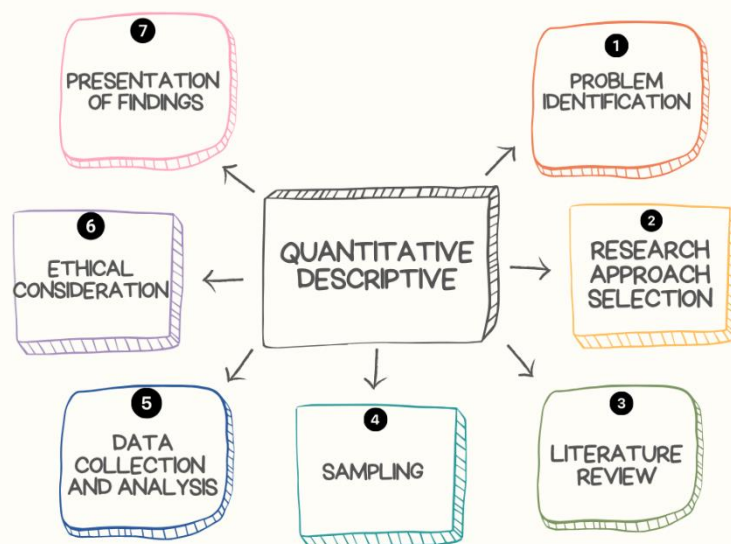 QUANTITATIVE
DESCRIPTIVE
1
PROBLEM
IDENTIFICATION
2
RESEARCH
APPROACH
SELECTION
3
LITERATURE
REVIEW
4
SAMPLING
5
DATA
COLLECTION
AND ANALYSIS
6
ETHICAL
CONSIDERATION
7
PRESENTATION
OF FINDINGS